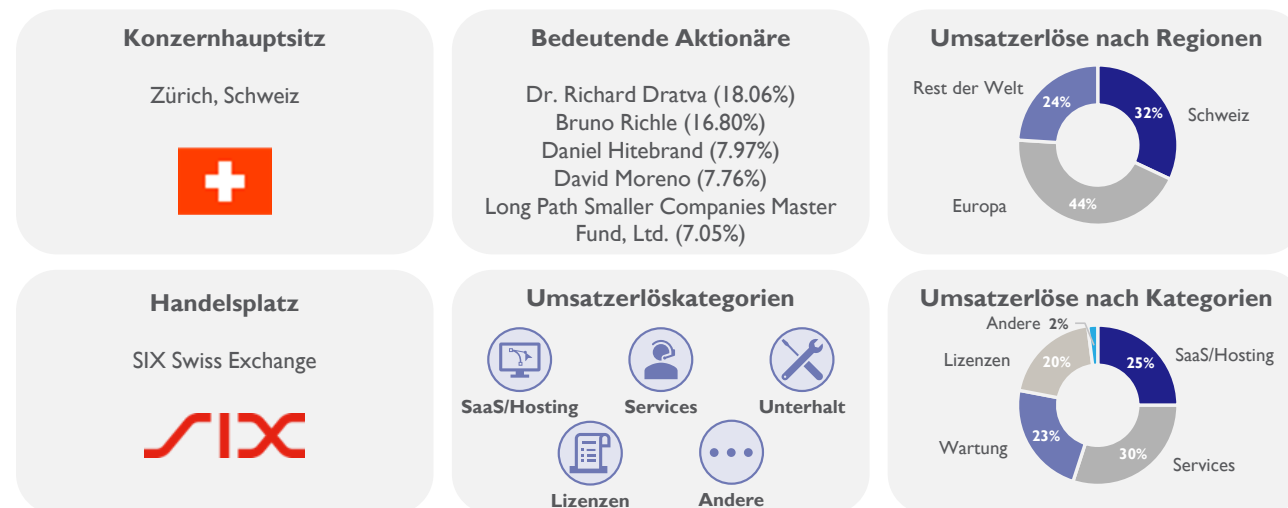 Konzernhauptsitz
Zürich, Schweiz
Bedeutende Aktionäre
Dr. Richard Dratva (18.06%)
Bruno Richle (16.80%)
Daniel Hitebrand (7.97%)
David Moreno (7.76%)
Long Path Smaller Companies Master
Fund, Ltd. (7.05%)
Umsatzerlöse nach Regionen
Rest der Welt
24%
32%
Schweiz
Europa
44%
Handelsplatz
SIX Swiss Exchange
SIX
Umsatzerlöskategorien
SaaS/Hosting
Services
Unterhalt
Lizenzen
Andere
Umsatzerlöse nach Kategorien
Andere 2%
Lizenzen
20%
25%
SaaS/Hosting
Wartung
23%
30%
Services